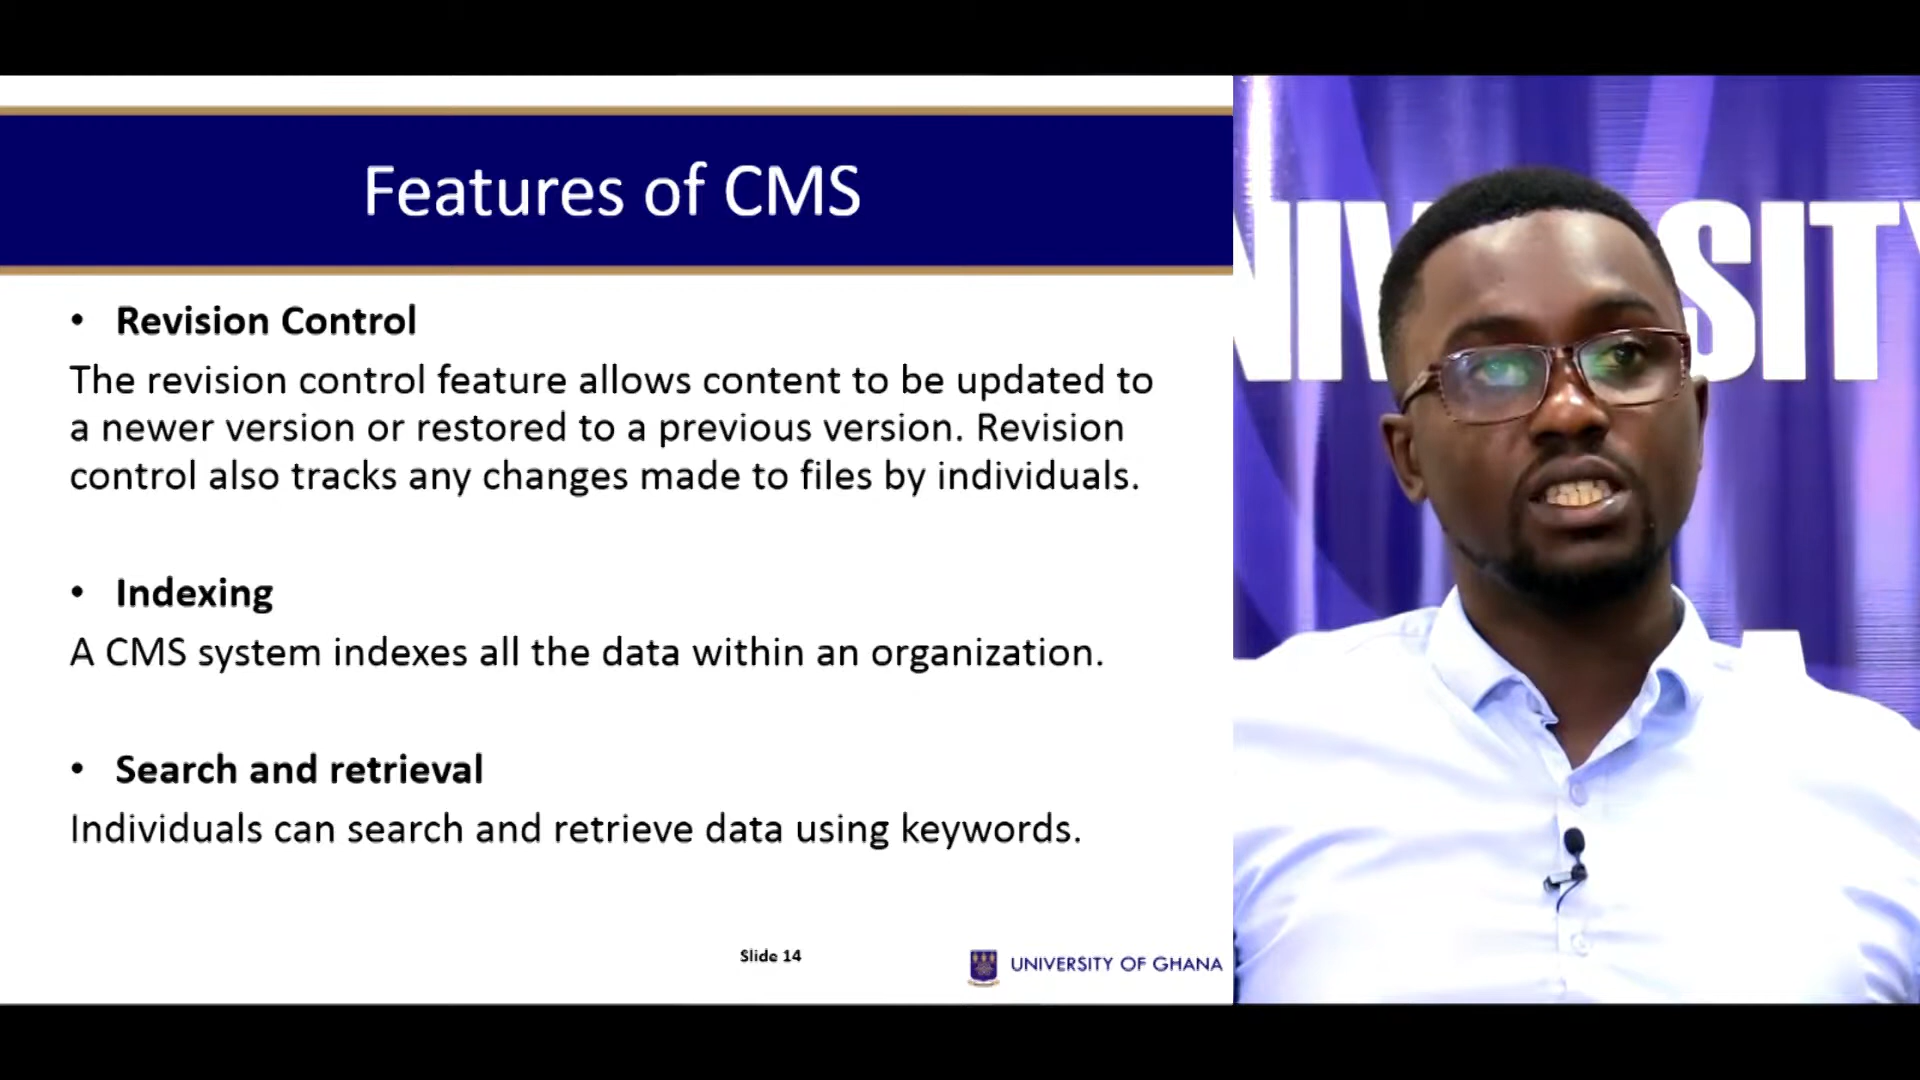 Features of CMS
• Revision Control
The revision control feature allows content to be updated to
a newer version or restored to a previous version. Revision
control also tracks any changes made to files by individuals.
• Indexing
A CMS system indexes all the data within an organization.
• Search and retrieval
Individuals can search and retrieve data using keywords.
Slide 14
UNIVERSITY OF GHANA